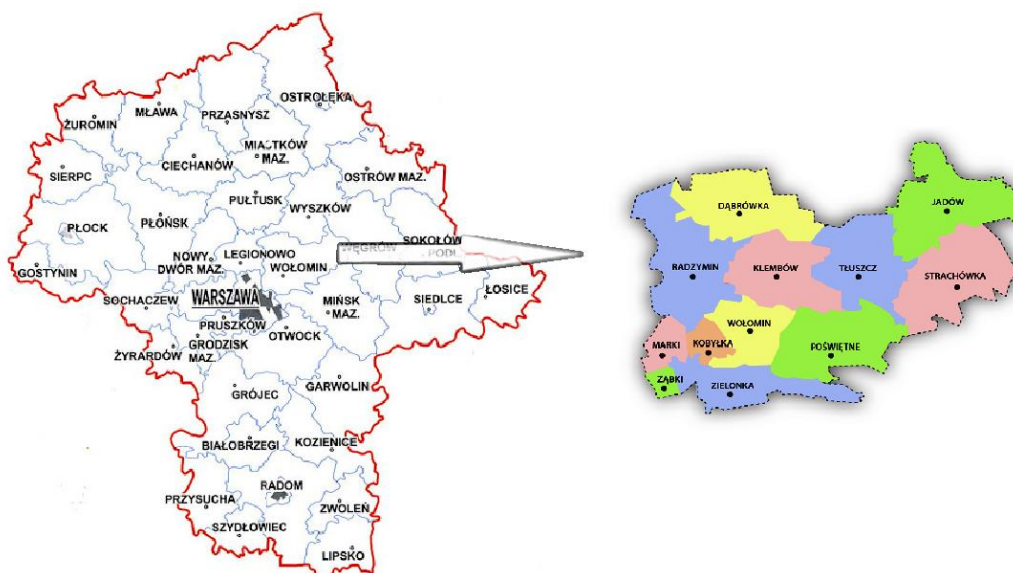 OSTROŁĘKA
MŁAWA
PRZASNYSZ
ŻUROMIN
MIASTKÓW
MAZ.
CIECHANÓW
SIERPC
OSTRÓW MAZ.
PUŁTUSK
WYSZKÓW
PŁOCK
PŁOŃSK
SOKOŁÓW
PODL.
WĘGRÓW
NOWY
DWÓR MAZ.
LEGIONOWO
WOŁOMIN
GOSTYNIN
WARSZAWA
SOCHACZEW
MIŃSK
MAZ.
SIEDLCE
ŁOSICE
PRUSZKÓW
OTWOCK
ŻYRARDÓW
GRODZISK
MAZ.
GARWOLIN
GRÓJEC
BIAŁOBRZEGI
KOZIENICE
RADOM
PRZYSUCHA
ZWOLEŃ
SZYDŁOWIEC
LIPSKO
DĄBRÓWKA
JADÓW
RADZYMIN
KLEMBÓW
TŁUSZCZ
STRACHÓWKA
WOŁOMIN
MARKI
KOBYŁKA
POŚWIĘTNE
ZĄBKI
ZIELONKA